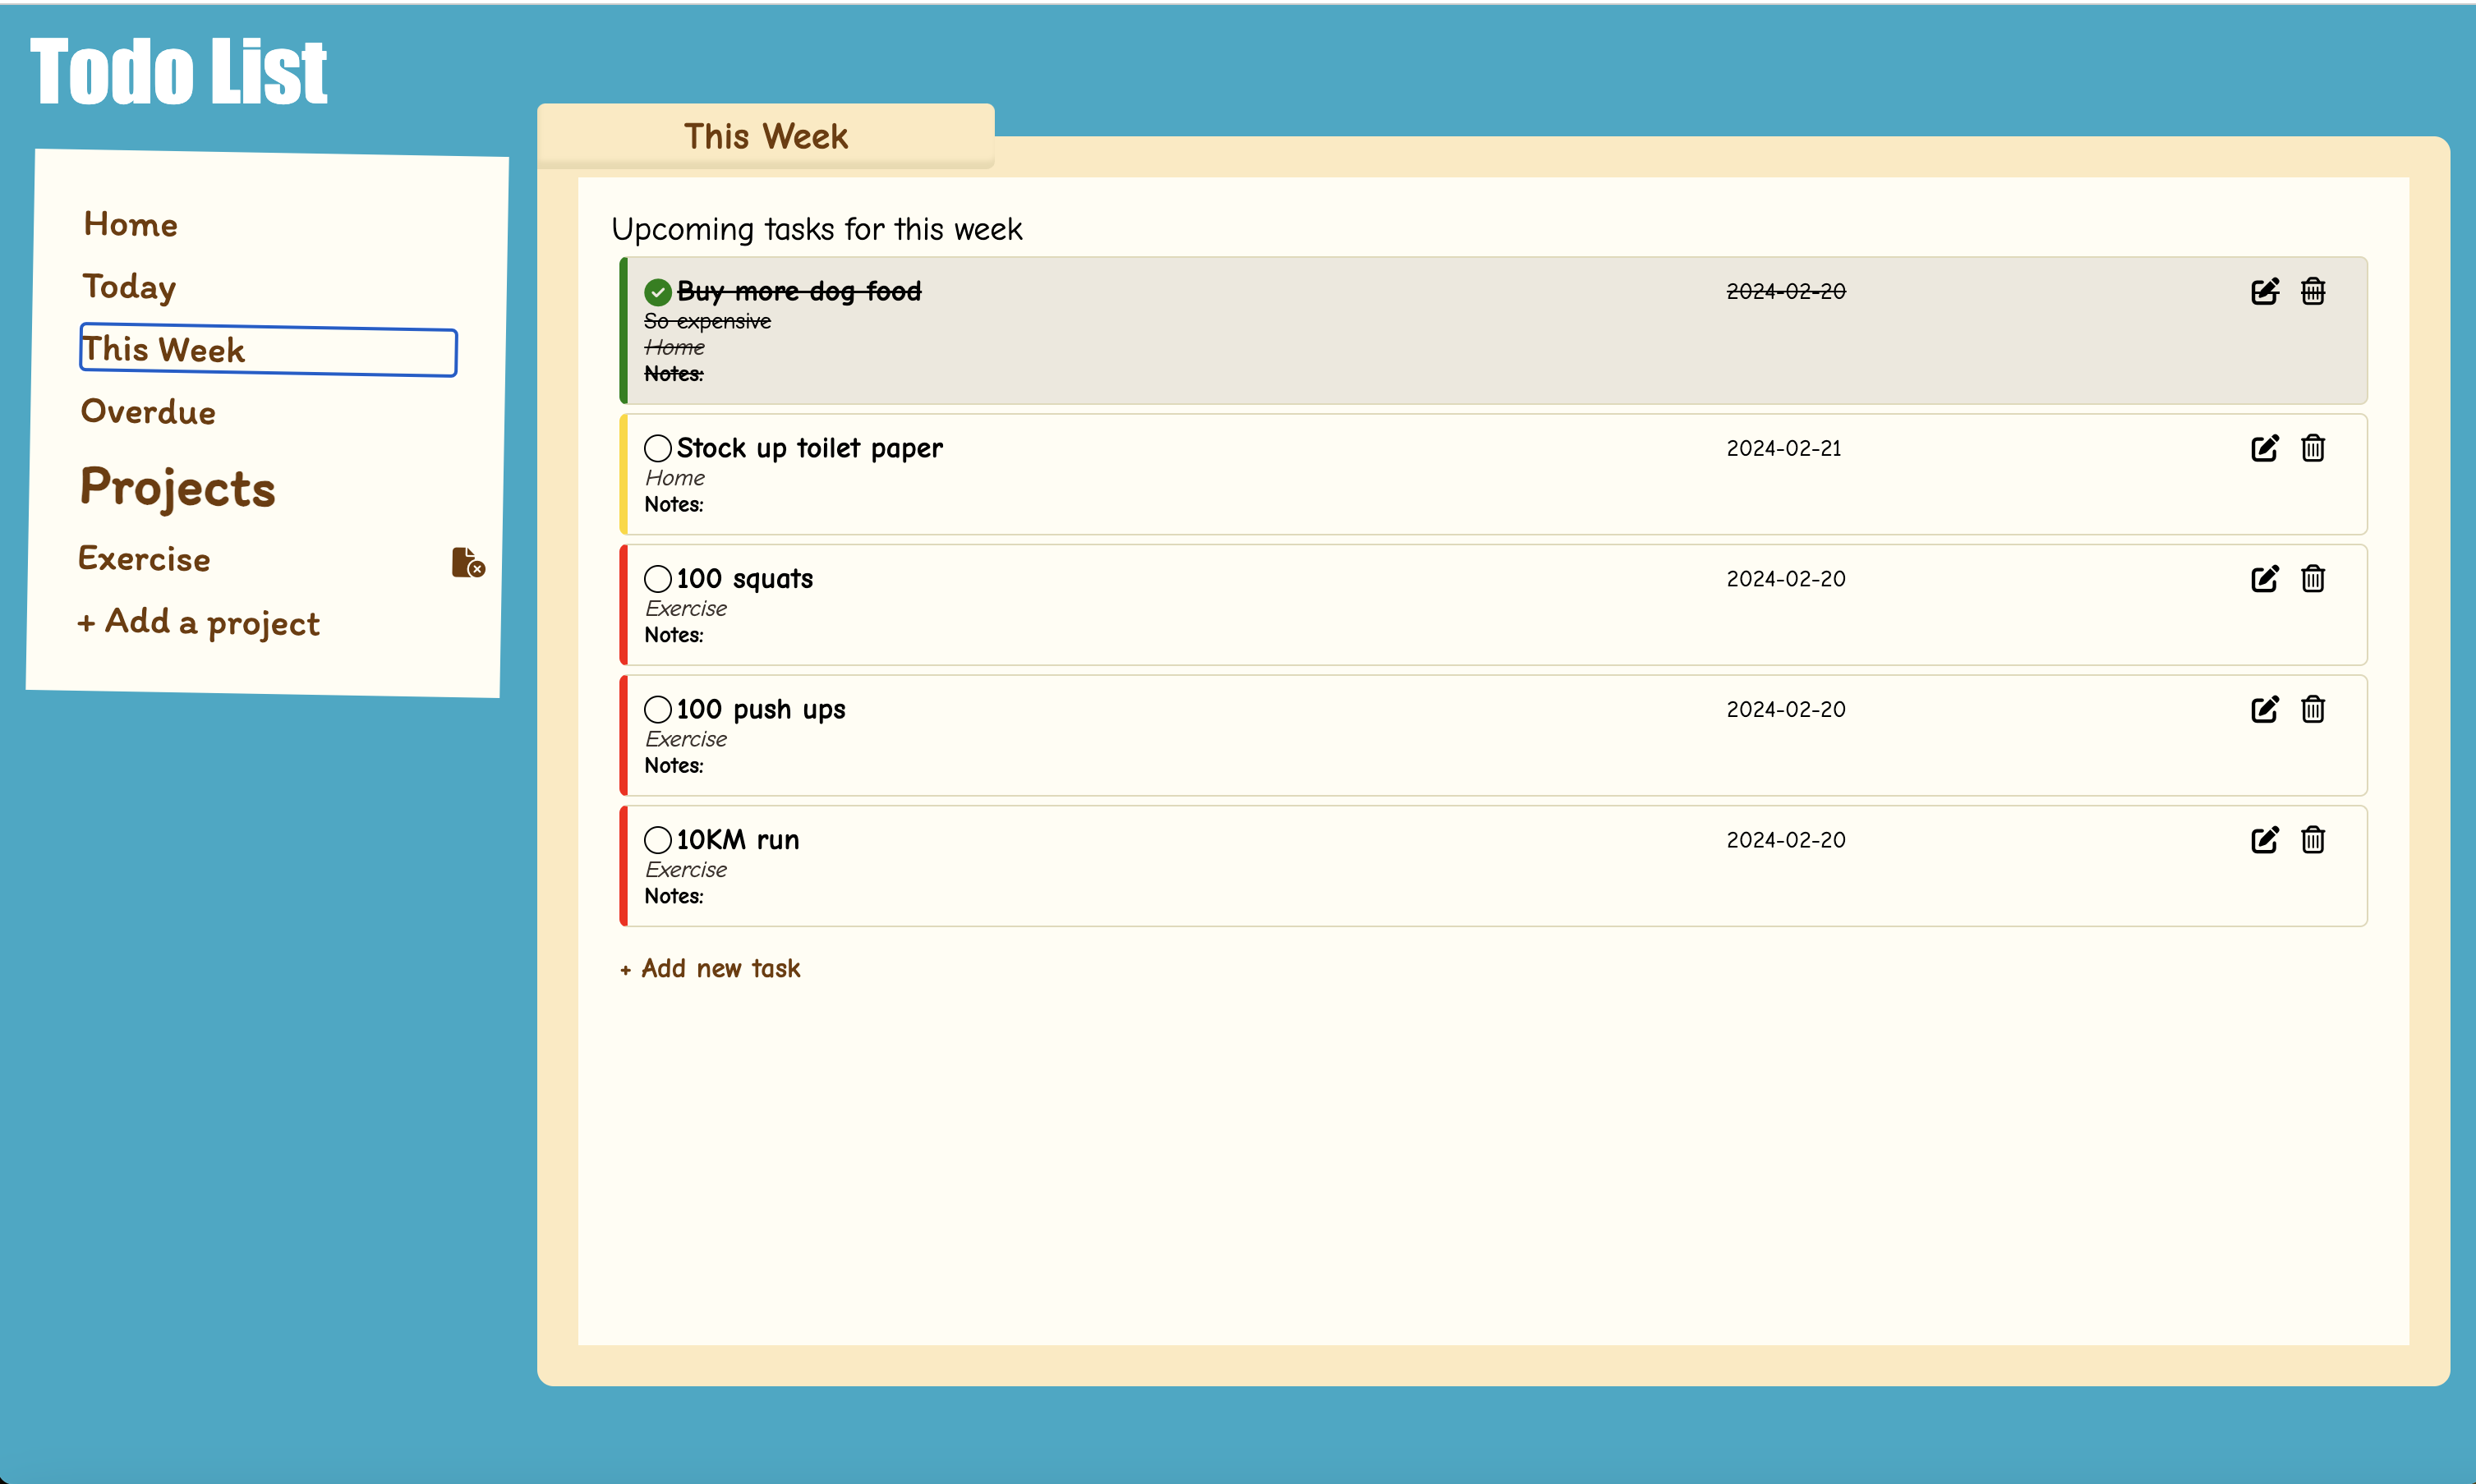 Todo List
Home
Today
This Week
Overdue
Projects
Exercise
+ Add a project
This Week
Upcoming tasks for this week
Buy more dog food 2024-02-20
So expensive
Home
Notes:
Stock up toilet paper 2024-02-21
Home
Notes:
100 squats 2024-02-20
Exercise
Notes:
100 push ups 2024-02-20
Exercise
Notes:
10KM run 2024-02-20
Exercise
Notes:
+ Add new task